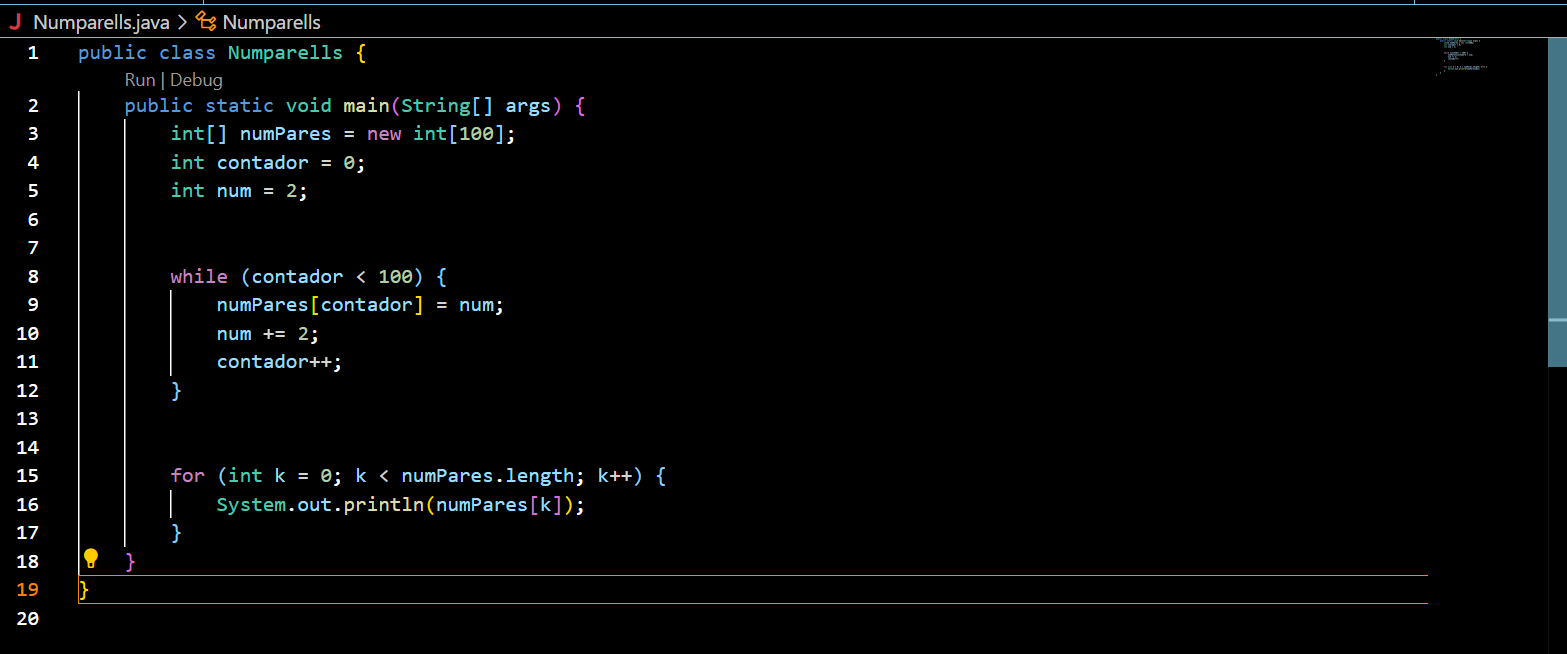 Numparells.java > Numparells
1 public class Numparells {
Run | Debug
2 public static void main(String[] args) {
3 int[] numPares = new int[100];
4 int contador = 0;
5 int num = 2;
6
7
8 while (contador < 100) {
9 numPares[contador] = num;
10 num += 2;
11 contador++;
12 }
13
14
15 for (int k = 0; k < numPares.length; k++) {
16 System.out.println(numPares[k]);
17 }
18 }
19 }
20